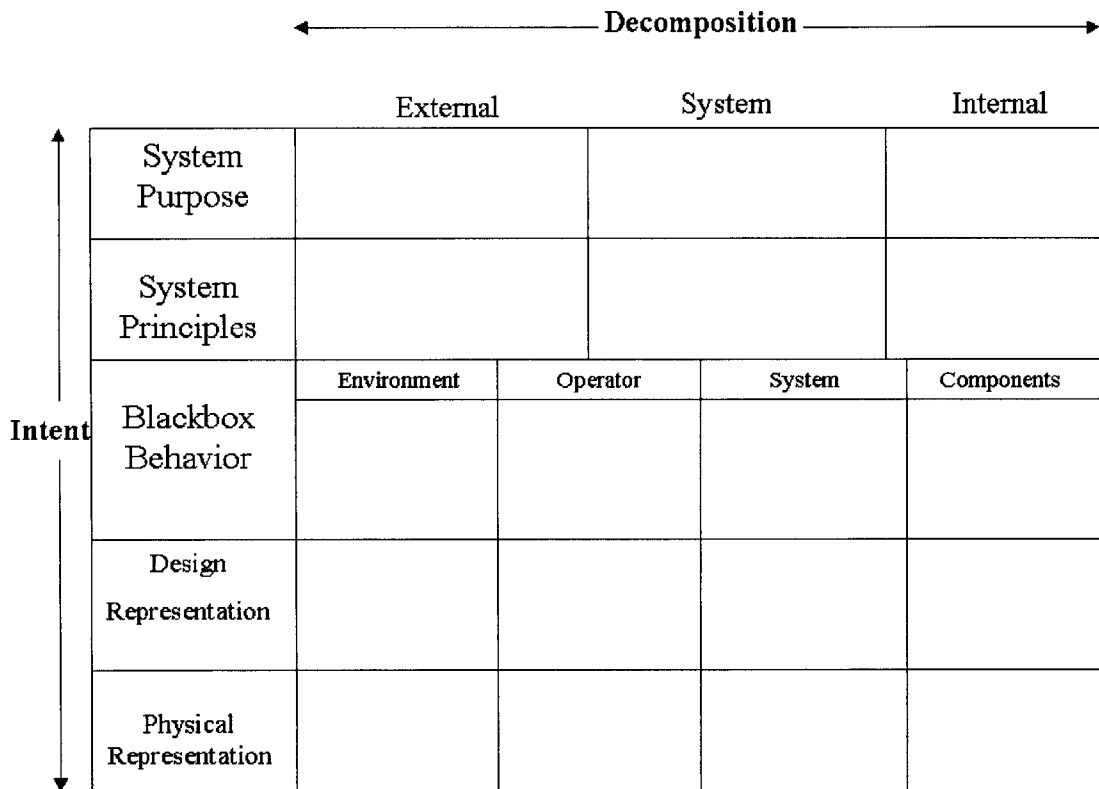 Decomposition
External System Internal
System
Purpose
System
Principles
Environment Operator System Components
Intent
Blackbox
Behavior
Design
Representation
Physical
Representation